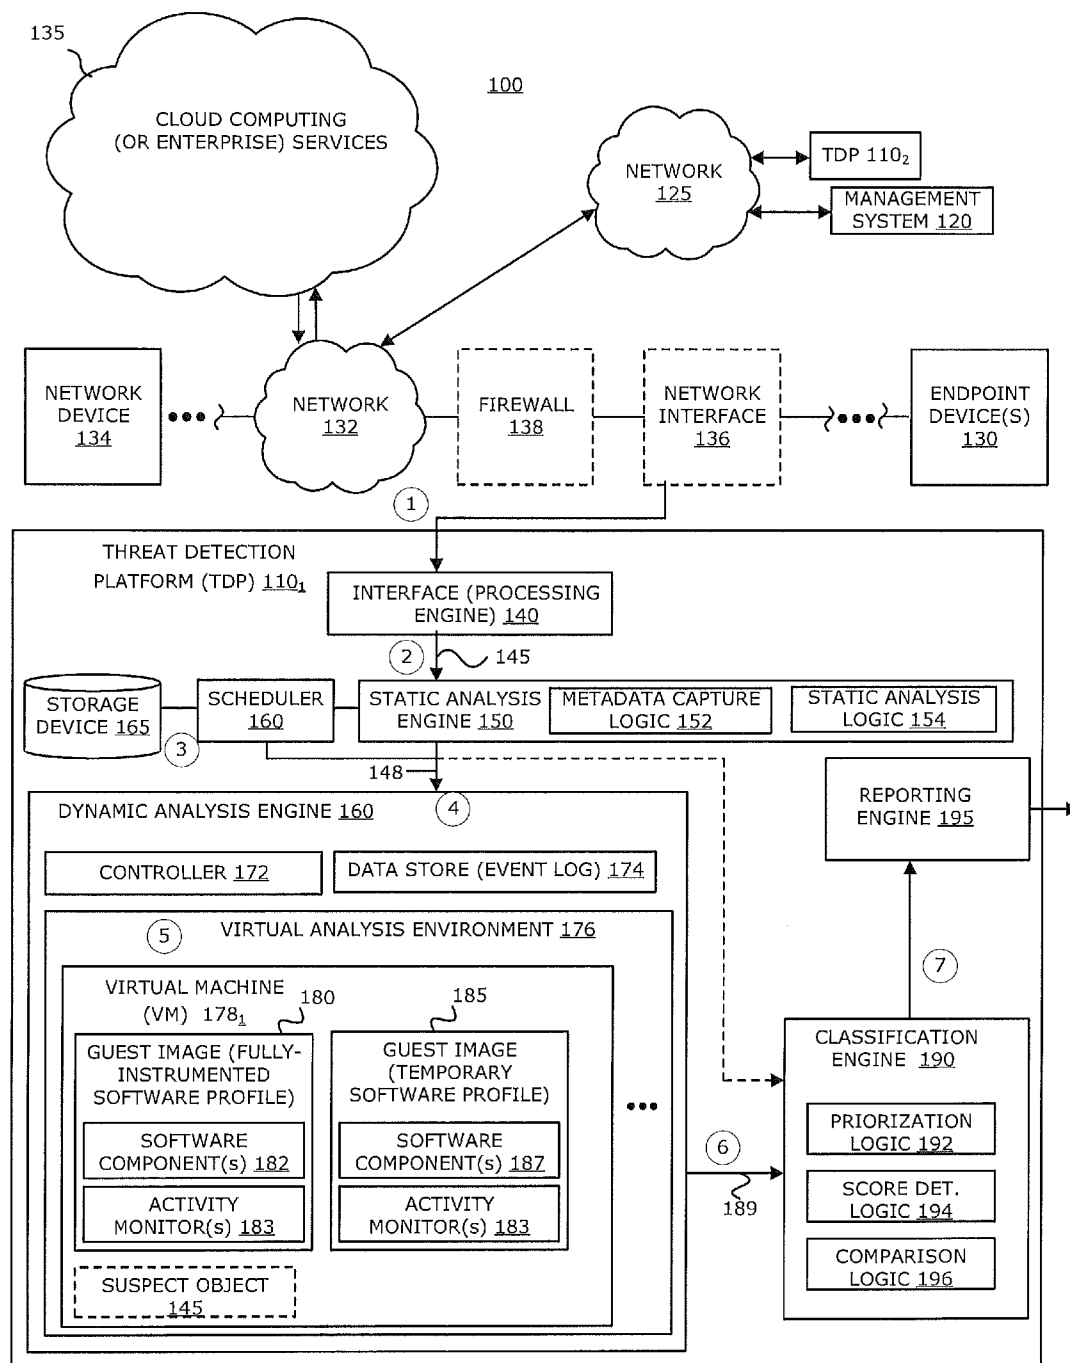 135
100
CLOUD COMPUTING
(OR ENTERPRISE) SERVICES
NETWORK
125
TDP 110₂
MANAGEMENT
SYSTEM 120
NETWORK
DEVICE
134
NETWORK
132
FIREWALL
138
NETWORK
INTERFACE
136
ENDPOINT
DEVICE(S)
130
1
THREAT DETECTION
PLATFORM (TDP) 110₁
INTERFACE (PROCESSING
ENGINE) 140
2
145
STORAGE
DEVICE 165
SCHEDULER
160
STATIC ANALYSIS
ENGINE 150
METADATA CAPTURE
LOGIC 152
STATIC ANALYSIS
LOGIC 154
3
148
4
DYNAMIC ANALYSIS ENGINE 160
CONTROLLER 172
DATA STORE (EVENT LOG) 174
REPORTING
ENGINE 195
5
VIRTUAL ANALYSIS ENVIRONMENT 176
7
VIRTUAL MACHINE
(VM) 178₁
180
185
GUEST IMAGE (FULLY-
INSTRUMENTED
SOFTWARE PROFILE)
SOFTWARE
COMPONENT(s) 182
ACTIVITY
MONITOR(s) 183
GUEST IMAGE
(TEMPORARY
SOFTWARE PROFILE)
SOFTWARE
COMPONENT(s) 187
ACTIVITY
MONITOR(s) 183
SUSPECT OBJECT
145
6
189
CLASSIFICATION
ENGINE 190
PRIORIZATION
LOGIC 192
SCORE DET.
LOGIC 194
COMPARISON
LOGIC 196